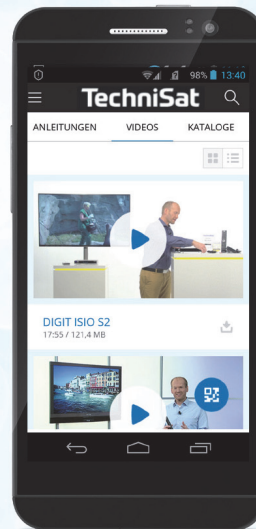 98% 13:40
TechniSat
ANLEITUNGEN VIDEOS KATALOGE
DIGIT ISIO S2
17:55 / 121,4 MB